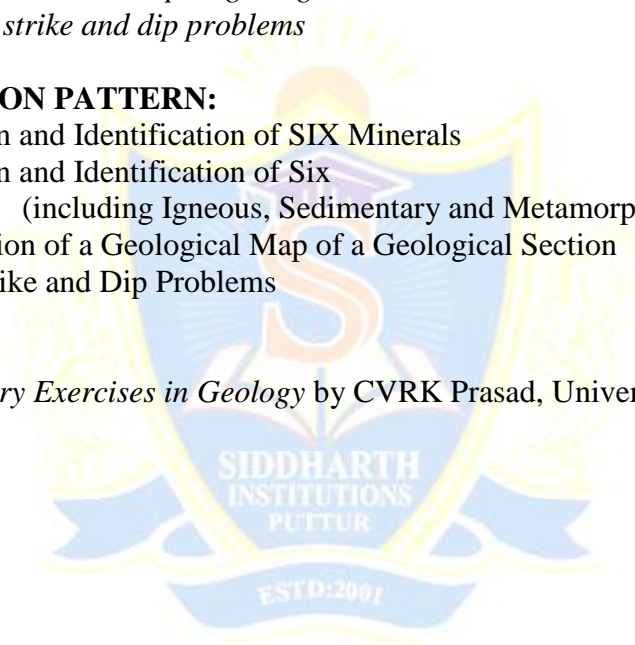 strike and dip problems
ON PATTERN:
n and Identification of SIX Minerals
n and Identification of Six
(including Igneous, Sedimentary and Metamorp
ion of a Geological Map of a Geological Section
ike and Dip Problems
ry Exercises in Geology by CVRK Prasad, Univer
S
SIDDHARTH
INSTITUTIONS
PUTTUR
ESTD:2001